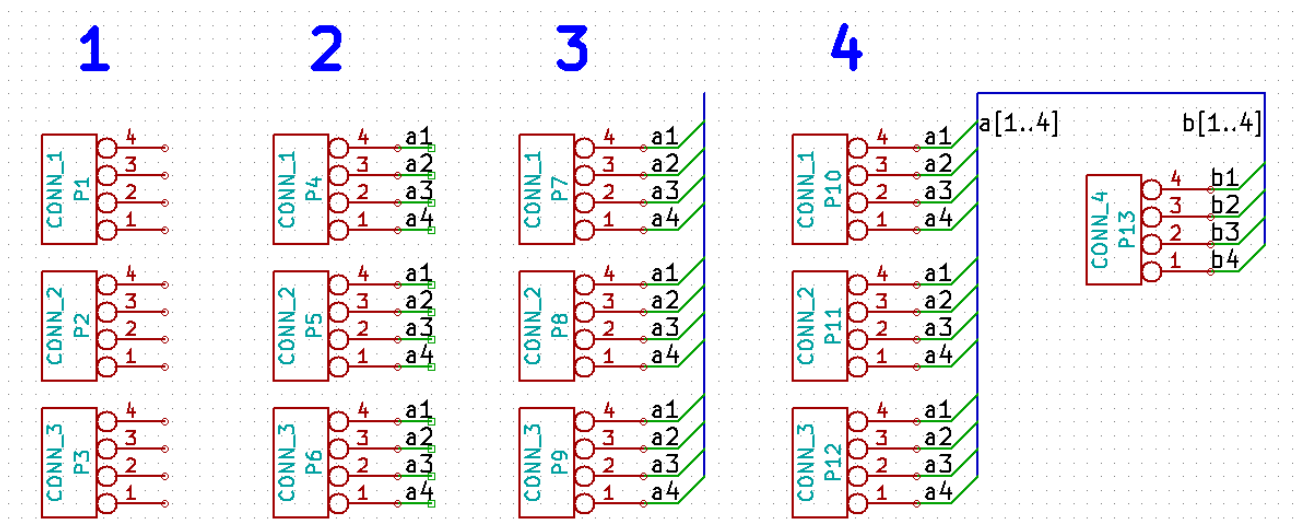 1 2 3 4
a[1..4] b[1..4]
CONN_1 P1 4 3 2 1
CONN_1 P4 4 a1 3 a2 2 a3 1 a4
CONN_1 P7 4 a1 3 a2 2 a3 1 a4
CONN_1 P10 4 a1 3 a2 2 a3 1 a4
CONN_4 P13 4 b1 3 b2 2 b3 1 b4
CONN_2 P2 4 3 2 1
CONN_2 P5 4 a1 3 a2 2 a3 1 a4
CONN_2 P8 4 a1 3 a2 2 a3 1 a4
CONN_2 P11 4 a1 3 a2 2 a3 1 a4
CONN_3 P3 4 3 2 1
CONN_3 P6 4 a1 3 a2 2 a3 1 a4
CONN_3 P9 4 a1 3 a2 2 a3 1 a4
CONN_3 P12 4 a1 3 a2 2 a3 1 a4